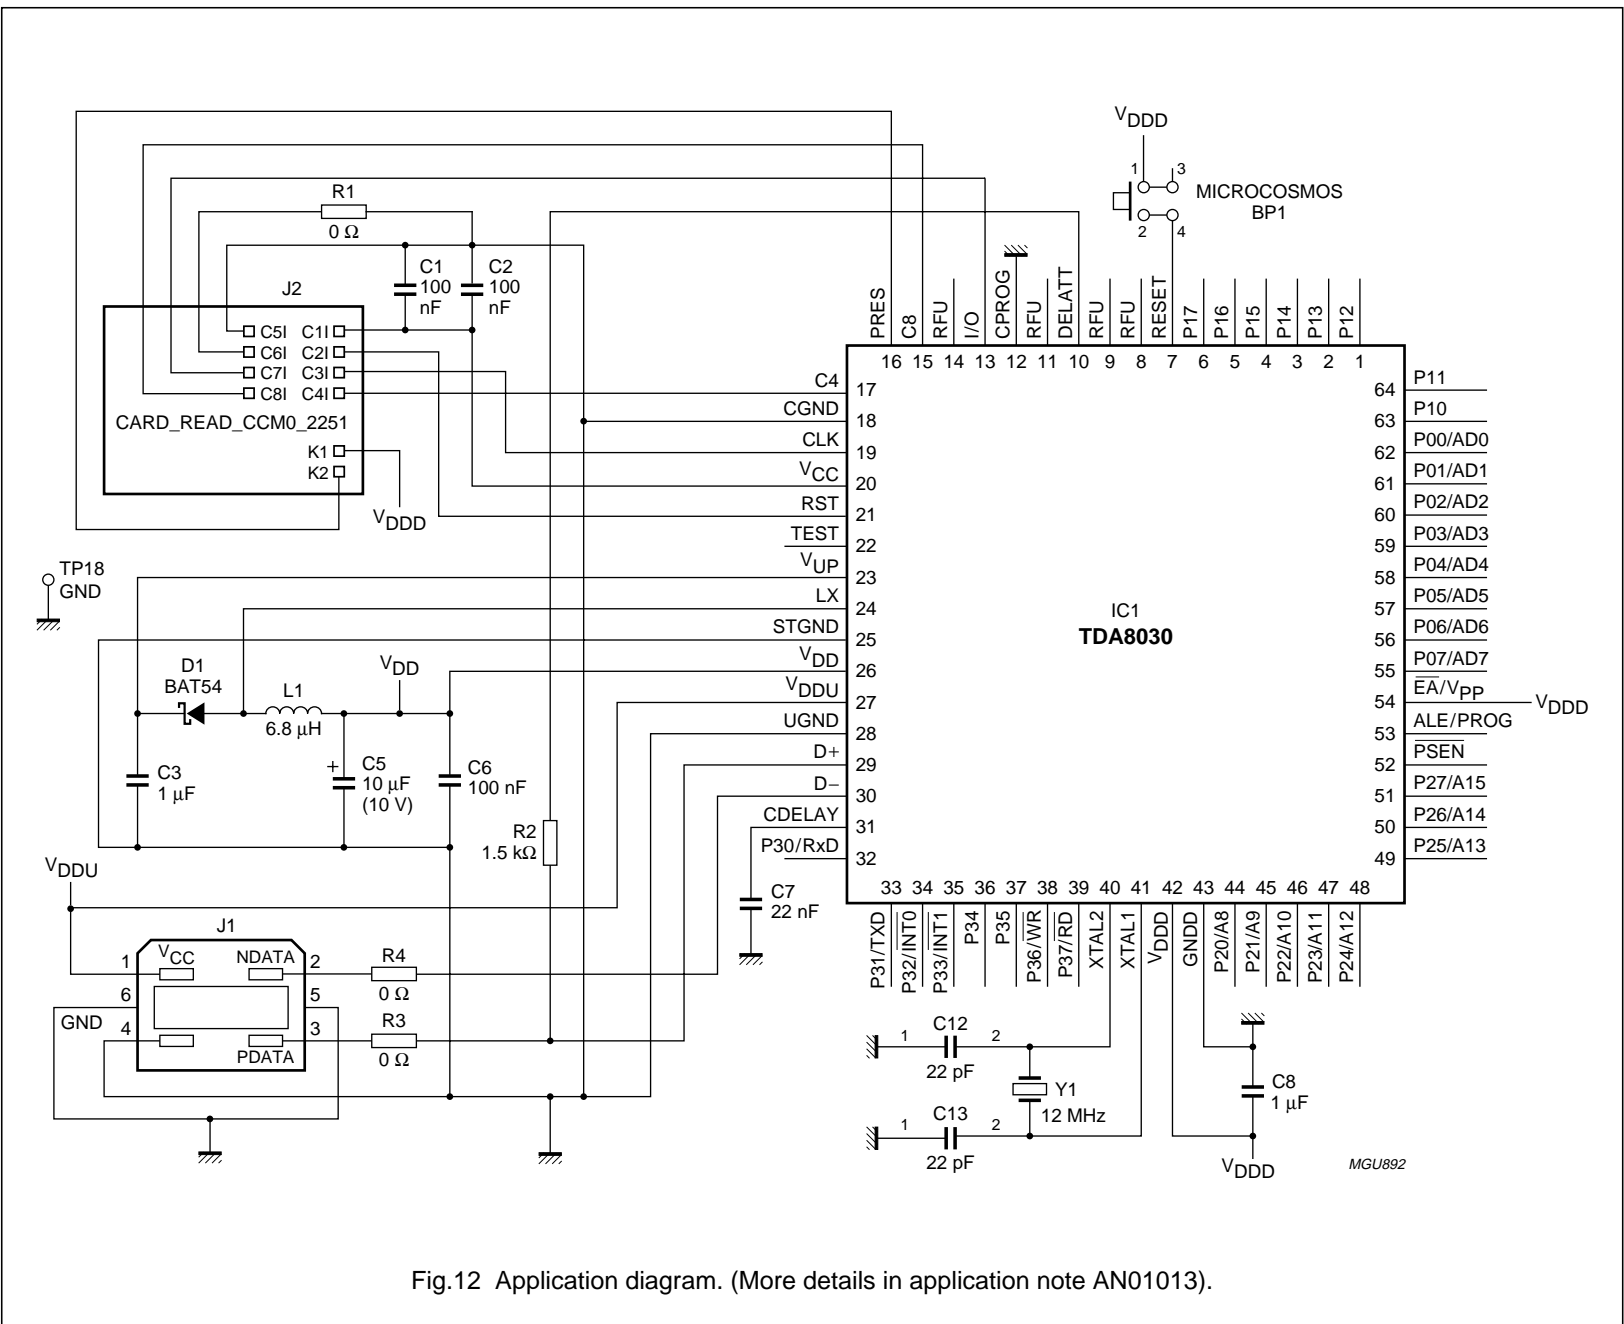 VDDD
1 3
MICROCOSMOS
BP1
2 4
R1
0 Ω
C1
100
nF
C2
100
nF
J2
C5I C1I
C6I C2I
C7I C3I
C8I C4I
CARD_READ_CCM0_2251
K1
K2
VDDD
TP18
GND
PRES
C8
RFU
I/O
CPROG
RFU
DELATT
RFU
RFU
RESET
P17
P16
P15
P14
P13
P12
16 15 14 13 12 11 10 9 8 7 6 5 4 3 2 1
C4 17
CGND 18
CLK 19
VCC 20
RST 21
TEST 22
VUP 23
LX 24
STGND 25
VDD 26
VDDU 27
UGND 28
D+ 29
D− 30
CDELAY 31
P30/RxD 32
IC1
TDA8030
64 P11
63 P10
62 P00/AD0
61 P01/AD1
60 P02/AD2
59 P03/AD3
58 P04/AD4
57 P05/AD5
56 P06/AD6
55 P07/AD7
54 EA/VPP VDDD
53 ALE/PROG
52 PSEN
51 P27/A15
50 P26/A14
49 P25/A13
33 34 35 36 37 38 39 40 41 42 43 44 45 46 47 48
P31/TXD
P32/INT0
P33/INT1
P34
P35
P36/WR
P37/RD
XTAL2
XTAL1
VDDD
GNDD
P20/A8
P21/A9
P22/A10
P23/A11
P24/A12
D1
BAT54
L1
6.8 μH
VDD
C3
1 μF
+ C5
10 μF
(10 V)
C6
100 nF
R2
1.5 kΩ
C7
22 nF
VDDU
J1
1 VCC NDATA 2
6 5
GND
4 3
PDATA
R4
0 Ω
R3
0 Ω
1 C12 2
22 pF
Y1
12 MHz
1 C13 2
22 pF
C8
1 μF
VDDD
MGU892
Fig.12 Application diagram. (More details in application note AN01013).